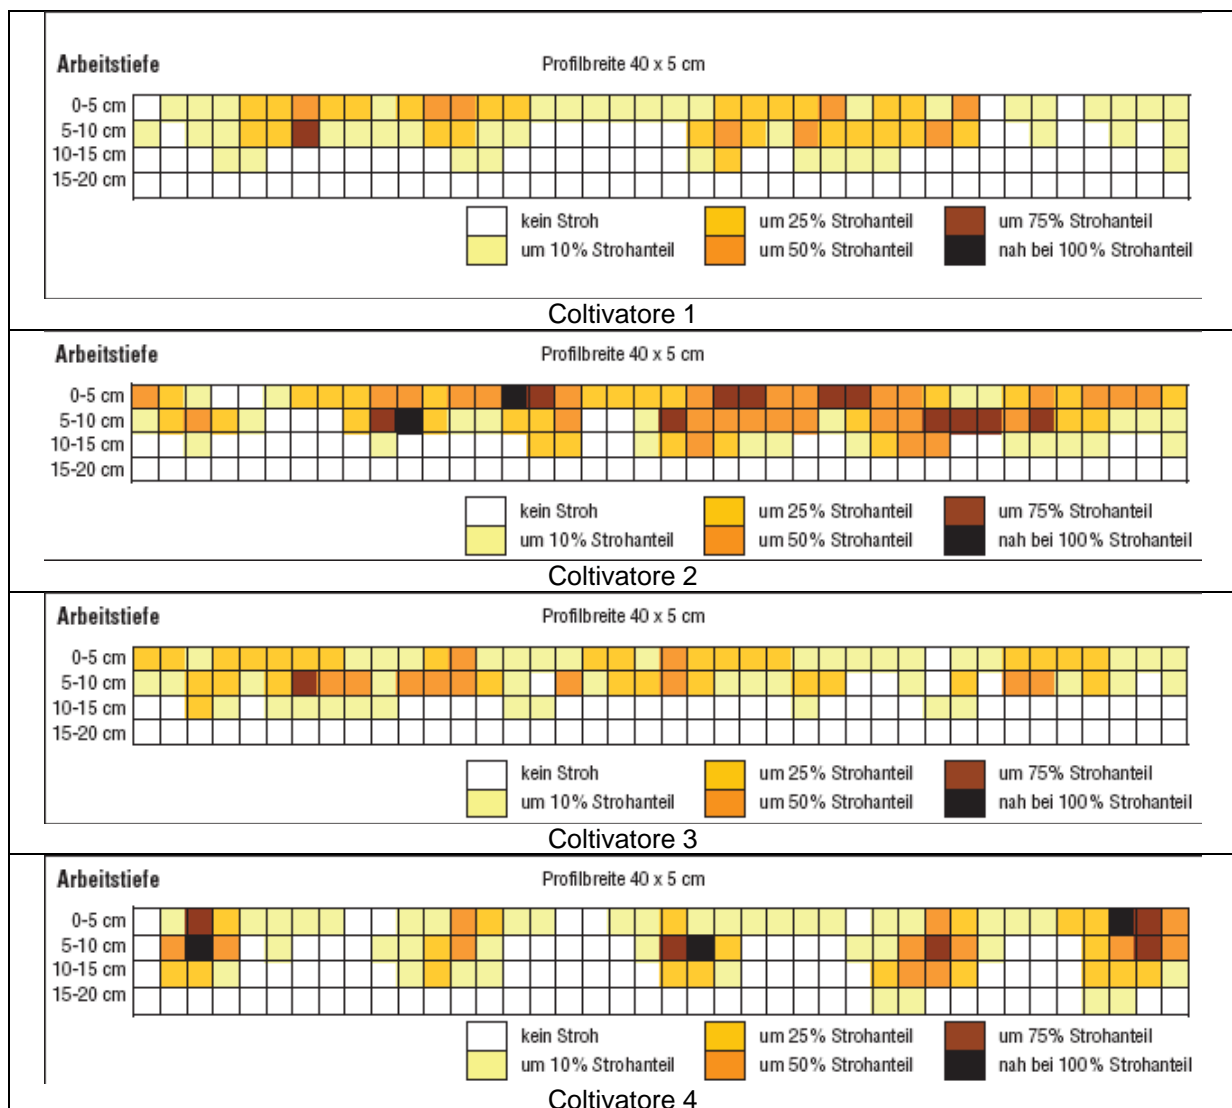 Arbeitstiefe Profilbreite 40 x 5 cm
0-5 cm
5-10 cm
10-15 cm
15-20 cm
kein Stroh um 25% Strohanteil um 75% Strohanteil
um 10% Strohanteil um 50% Strohanteil nah bei 100% Strohanteil
Coltivatore 1
Arbeitstiefe Profilbreite 40 x 5 cm
0-5 cm
5-10 cm
10-15 cm
15-20 cm
kein Stroh um 25% Strohanteil um 75% Strohanteil
um 10% Strohanteil um 50% Strohanteil nah bei 100% Strohanteil
Coltivatore 2
Arbeitstiefe Profilbreite 40 x 5 cm
0-5 cm
5-10 cm
10-15 cm
15-20 cm
kein Stroh um 25% Strohanteil um 75% Strohanteil
um 10% Strohanteil um 50% Strohanteil nah bei 100% Strohanteil
Coltivatore 3
Arbeitstiefe Profilbreite 40 x 5 cm
0-5 cm
5-10 cm
10-15 cm
15-20 cm
kein Stroh um 25% Strohanteil um 75% Strohanteil
um 10% Strohanteil um 50% Strohanteil nah bei 100% Strohanteil
Coltivatore 4